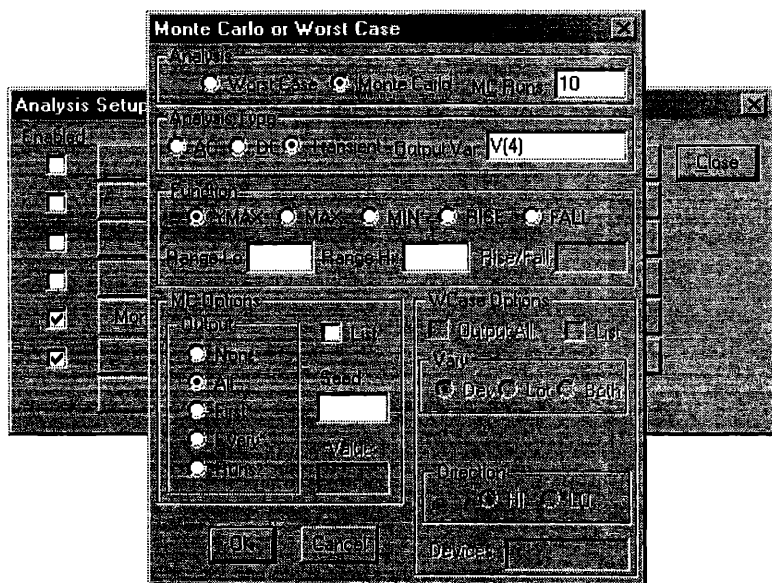 Monte Carlo or Worst Case
Analysis
Worst Case Monte Carlo MC Runs 10
Analysis Setup
Enabled
Analysis Type
AC DC Transient Output Var V(4)
Close
Function
YMAX MAX MIN RISE FALL
Range Lo Range Hi Rise/Fall
MC Options
Output
List
None
All
First
Every
Runs
Seed:
Value:
WCase Options
Output All List
Vary
Dev Lot Both
Direction
HI LO
Devices
Mon
Ok Cancel